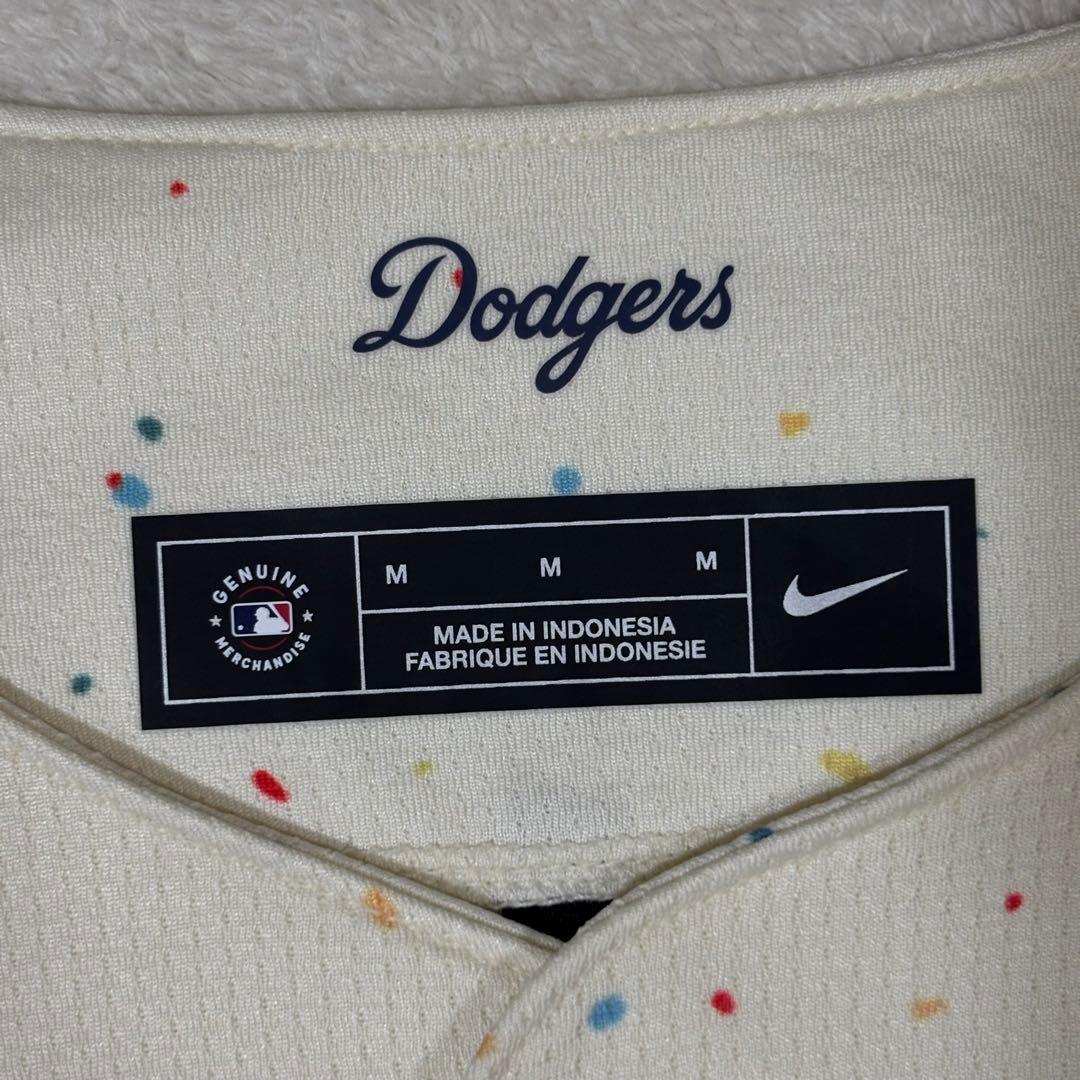 Dodgers
GENUINE
MERCHANDISE
M M M
MADE IN INDONESIA
FABRIQUE EN INDONESIE